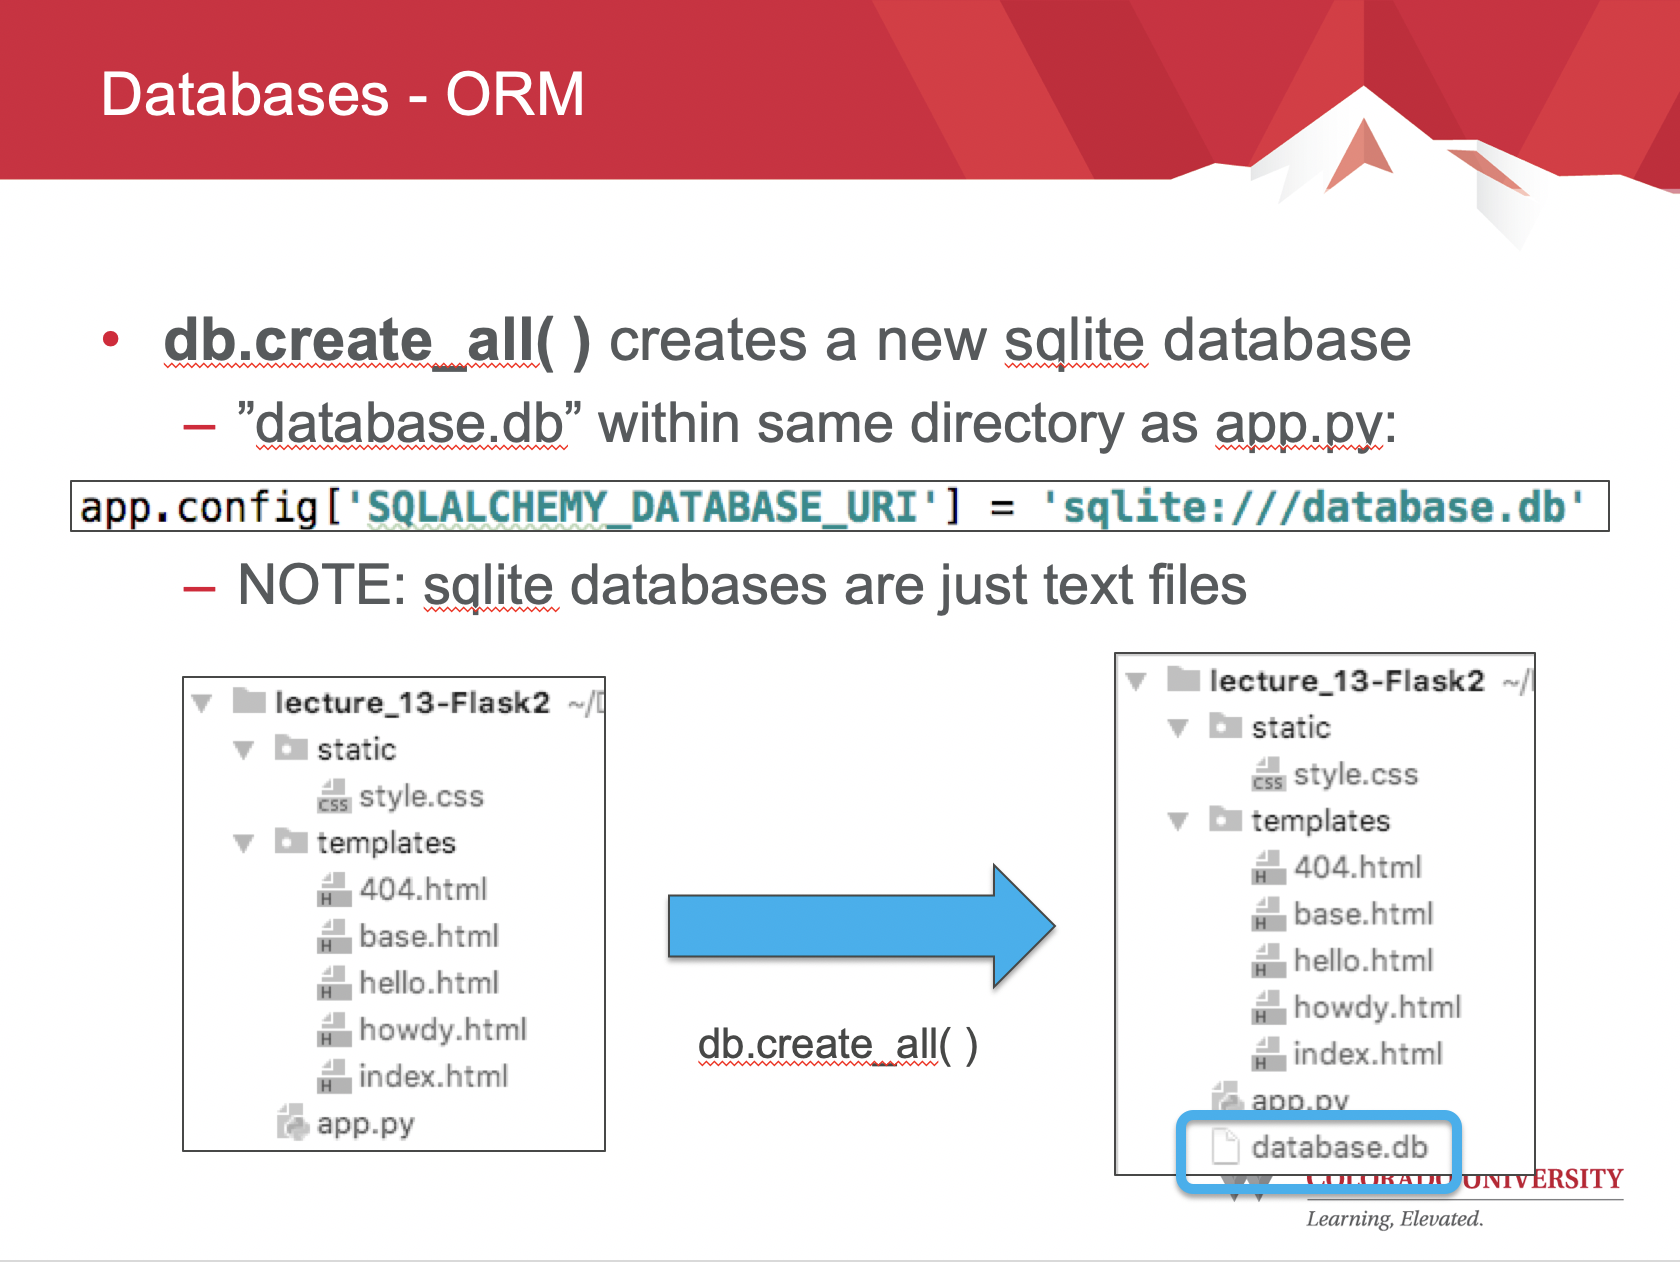 Databases - ORM
• db.create_all( ) creates a new sqlite database
– ”database.db” within same directory as app.py:
app.config['SQLALCHEMY_DATABASE_URI'] = 'sqlite:///database.db'
– NOTE: sqlite databases are just text files
lecture_13-Flask2 ~/
static
style.css
templates
404.html
base.html
hello.html
howdy.html
index.html
app.py
db.create_all( )
lecture_13-Flask2 ~/
static
style.css
templates
404.html
base.html
hello.html
howdy.html
index.html
app.py
database.db
COLORADO UNIVERSITY
Learning, Elevated.